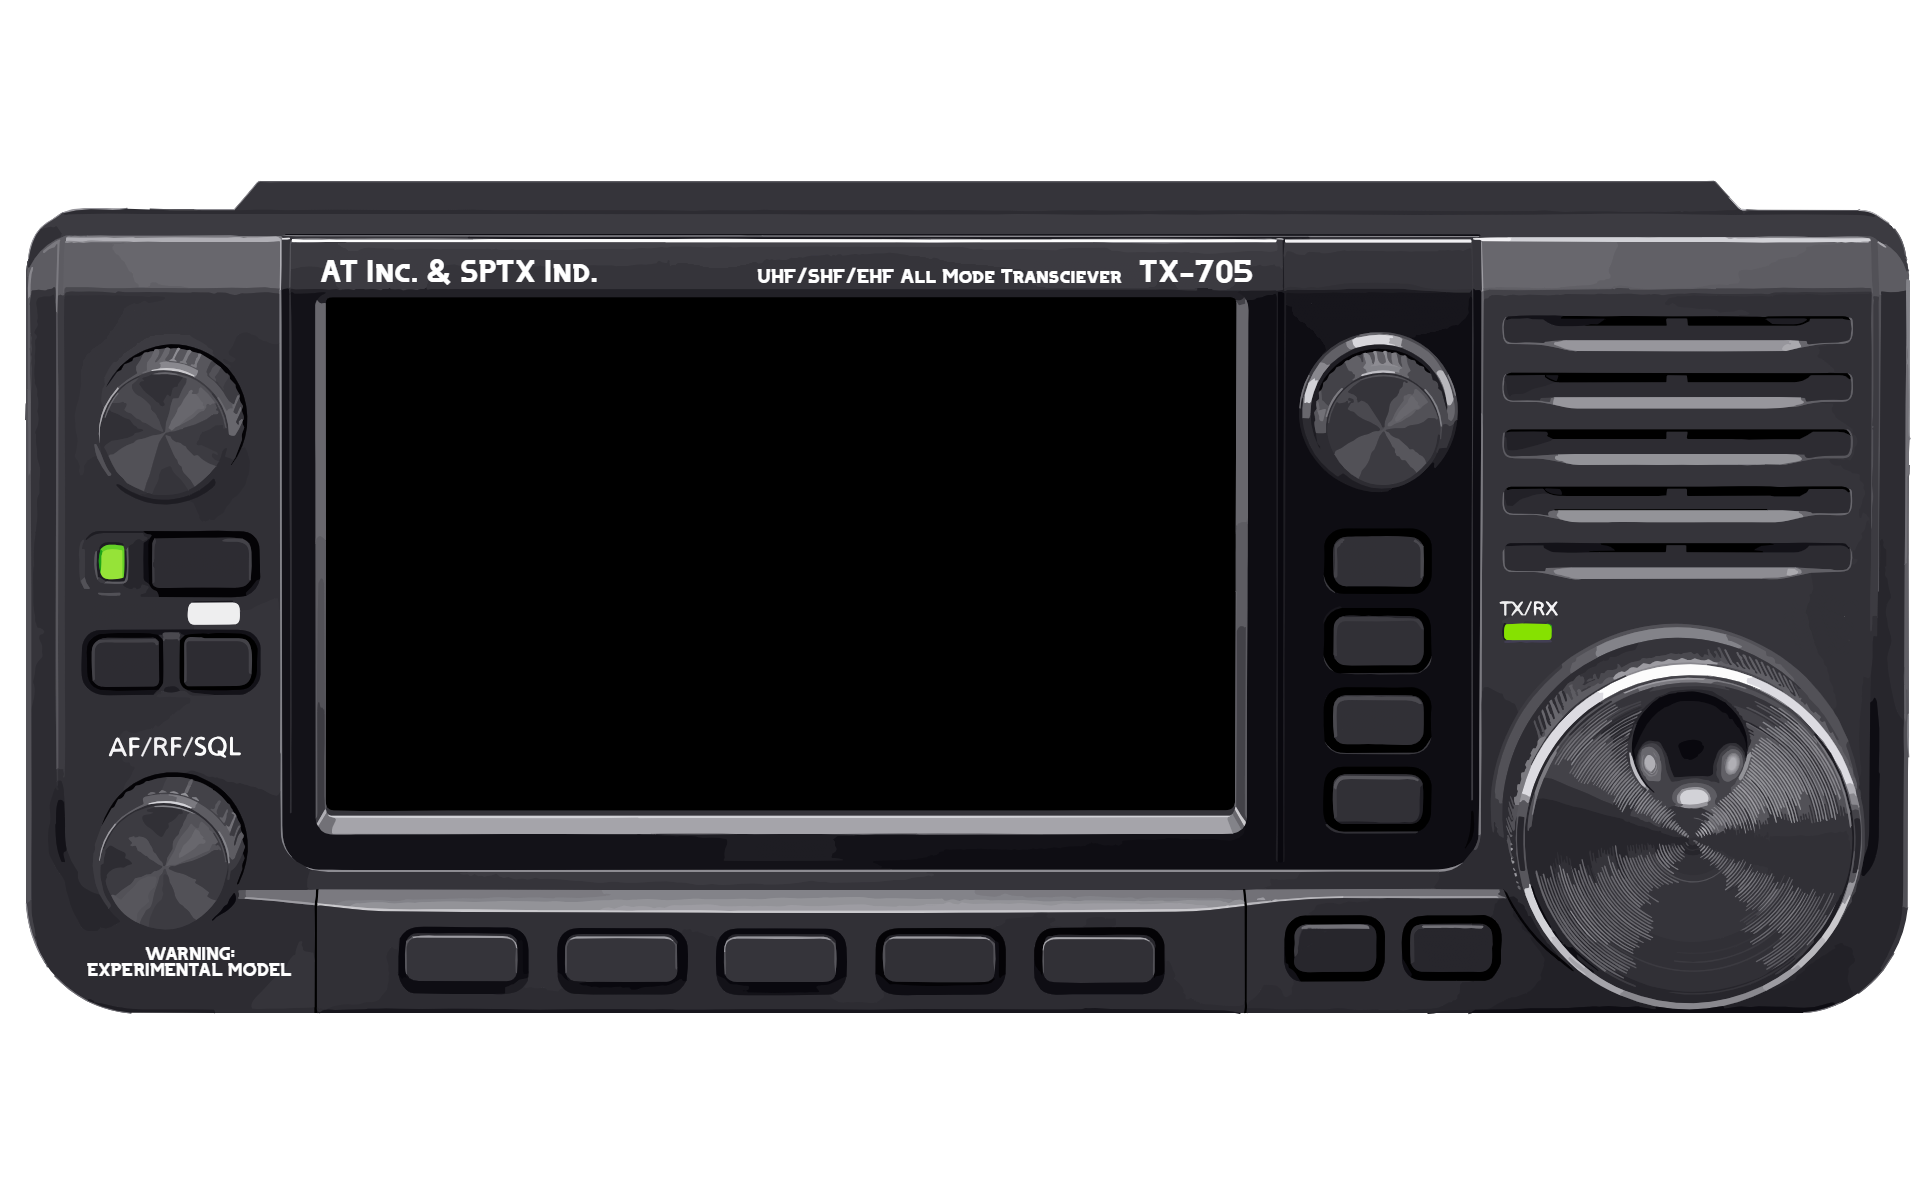 AT Inc. & SPTX Ind.
UHF/SHF/EHF All Mode Transciever TX-705
TX/RX
AF/RF/SQL
WARNING:
EXPERIMENTAL MODEL